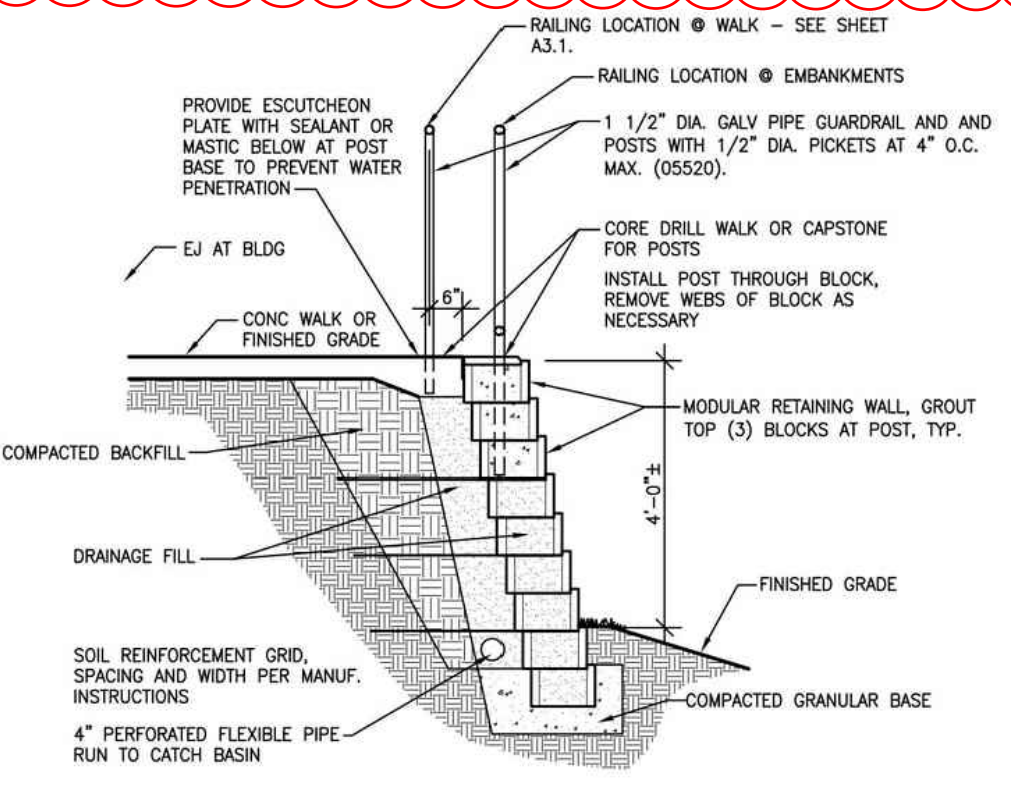 RAILING LOCATION @ WALK – SEE SHEET
A3.1.
RAILING LOCATION @ EMBANKMENTS
PROVIDE ESCUTCHEON
PLATE WITH SEALANT OR
MASTIC BELOW AT POST
BASE TO PREVENT WATER
PENETRATION
1 1/2" DIA. GALV PIPE GUARDRAIL AND AND
POSTS WITH 1/2" DIA. PICKETS AT 4" O.C.
MAX. (05520).
EJ AT BLDG
CORE DRILL WALK OR CAPSTONE
FOR POSTS
INSTALL POST THROUGH BLOCK,
REMOVE WEBS OF BLOCK AS
NECESSARY
6"
CONC WALK OR
FINISHED GRADE
MODULAR RETAINING WALL, GROUT
TOP (3) BLOCKS AT POST, TYP.
COMPACTED BACKFILL
4'-0"±
DRAINAGE FILL
FINISHED GRADE
SOIL REINFORCEMENT GRID,
SPACING AND WIDTH PER MANUF.
INSTRUCTIONS
COMPACTED GRANULAR BASE
4" PERFORATED FLEXIBLE PIPE
RUN TO CATCH BASIN